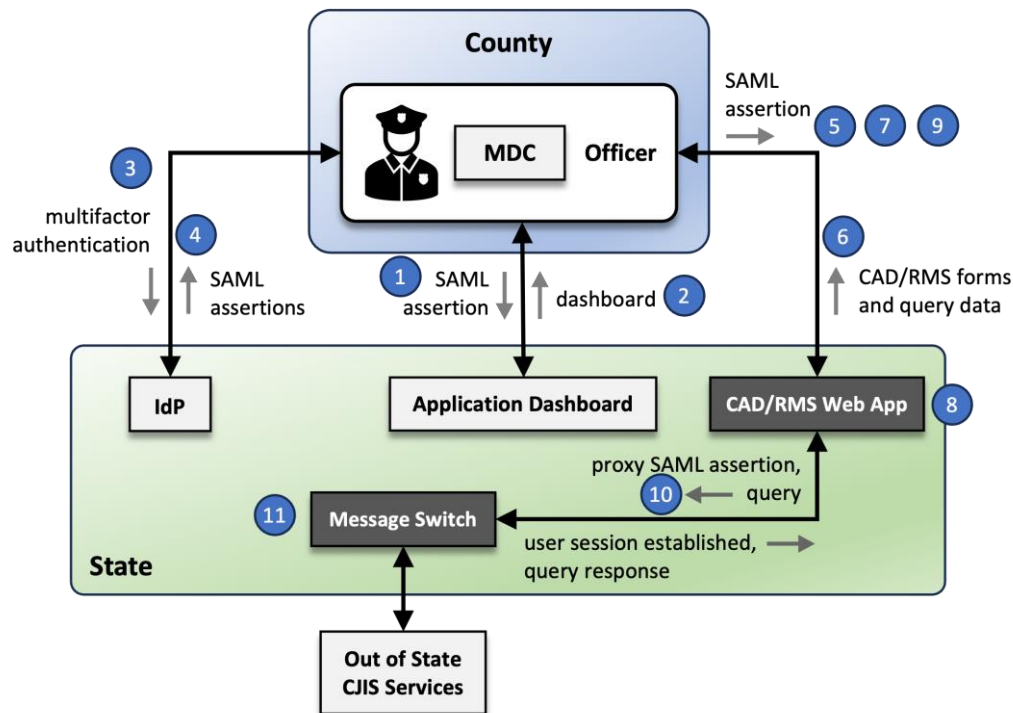 County
MDC
Officer
SAML
assertion
5
7
9
3
multifactor
authentication
4
SAML
assertions
1
SAML
assertion
dashboard
2
6
CAD/RMS forms
and query data
IdP
Application Dashboard
CAD/RMS Web App
8
proxy SAML assertion,
query
10
11
Message Switch
user session established,
query response
State
Out of State
CJIS Services